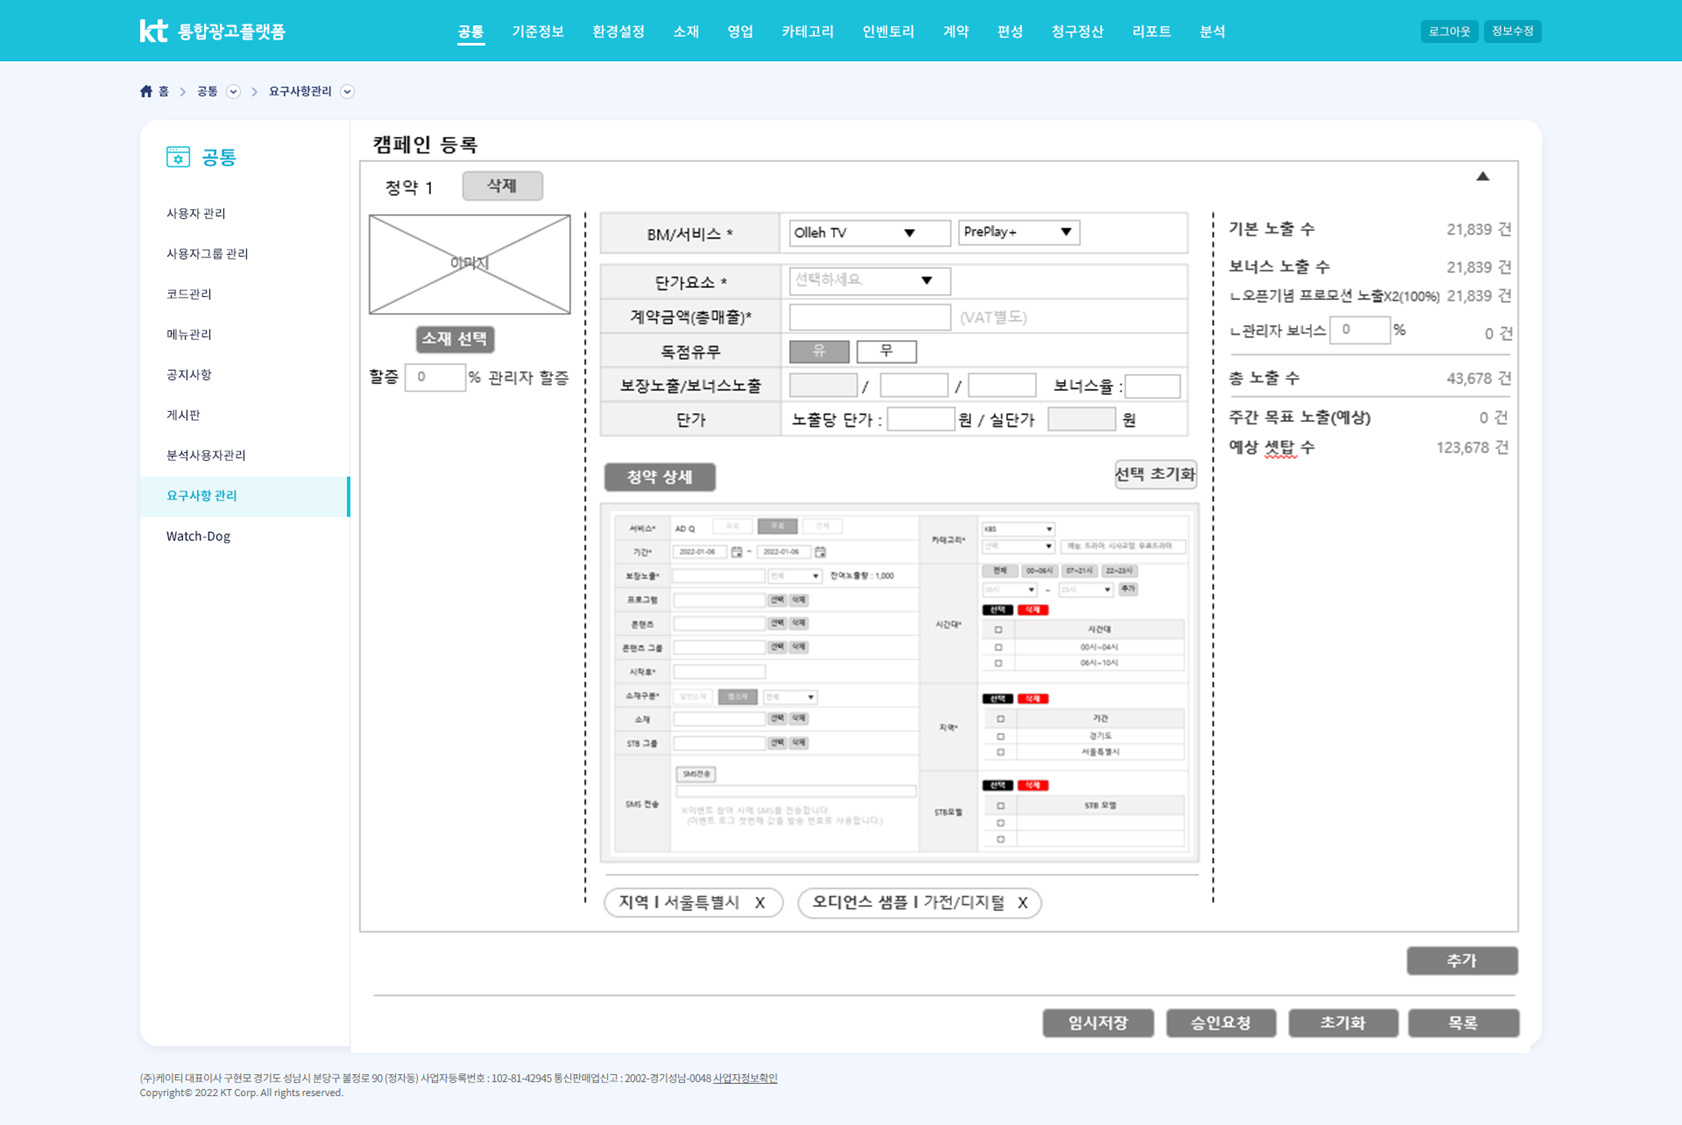 kt 통합광고플랫폼 공통 기준정보 환경설정 소재 영업 카테고리 인벤토리 계약 편성 청구정산 리포트 분석 로그아웃 정보수정
홈 공통 요구사항관리
공통
사용자 관리
사용자그룹 관리
코드관리
메뉴관리
공지사항
게시판
분석사용자관리
요구사항 관리
Watch-Dog
캠페인 등록
청약 1 삭제 ▲
이미지
소재 선택
할증 0 % 관리자 할증
BM/서비스 * Olleh TV ▼ PrePlay+ ▼
단가요소 * 선택하세요. ▼
계약금액(총매출)* (VAT별도)
독점유무 유 무
보장노출/보너스노출 / / 보너스율 :
단가 노출당 단가 : 원 / 실단가 원
청약 상세 선택 초기화
서비스* AD Q 유료 무료 전체
기간* 2022-01-06 ~ 2022-01-06
보장노출* 전체 ▼ 잔여노출량 : 1,000
프로그램 선택 삭제
콘텐츠 선택 삭제
콘텐츠 그룹 선택 삭제
시작후*
소재구분* 일반소재 웹소재 전체 ▼
소재 선택 삭제
STB 그룹 선택 삭제
SMS 전송 SMS전송
※이벤트 참여 시에 SMS를 전송합니다.
(이벤트 로그 첫번째 값을 발송 번호로 사용합니다.)
카테고리* KBS ▼
선택 ▼ 예능, 드라마, 시사교양, 무료드라마
시간대* 전체 00~06시 07~21시 22~23시
00시 ▼ ~ 23시 ▼ 추가
선택 삭제
시간대
00시~04시
06시~10시
지역* 선택 삭제
기간
경기도
서울특별시
STB모델 선택 삭제
STB 모델
지역 l 서울특별시 X 오디언스 샘플 l 가전/디지털 X
기본 노출 수 21,839 건
보너스 노출 수 21,839 건
ㄴ오픈기념 프로모션 노출X2(100%) 21,839 건
ㄴ관리자 보너스 0 % 0 건
총 노출 수 43,678 건
주간 목표 노출(예상) 0 건
예상 셋탑 수 123,678 건
추가
임시저장 승인요청 초기화 목록
(주)케이티 대표이사 구현모 경기도 성남시 분당구 불정로 90 (정자동) 사업자등록번호 : 102-81-42945 통신판매업신고 : 2002-경기성남-0048 사업자정보확인
Copyright© 2022 KT Corp. All rights reserved.